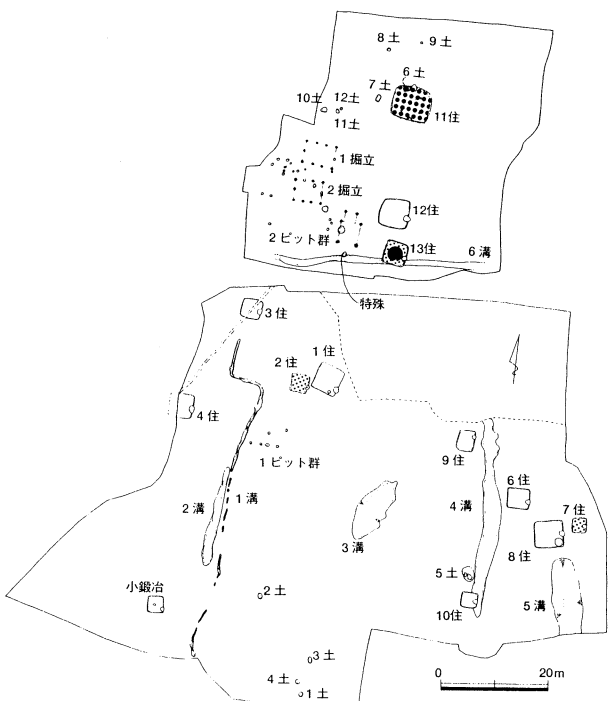 8土
9土
6土
7土
10土
12土
11土
11住
1掘立
2掘立
12住
2ピット群
13住
6溝
特殊
3住
1住
2住
4住
1ピット群
9住
6住
7住
4溝
2溝
1溝
3溝
8住
5土
小鍛冶
2土
10住
5溝
3土
4土
1土
0
20m